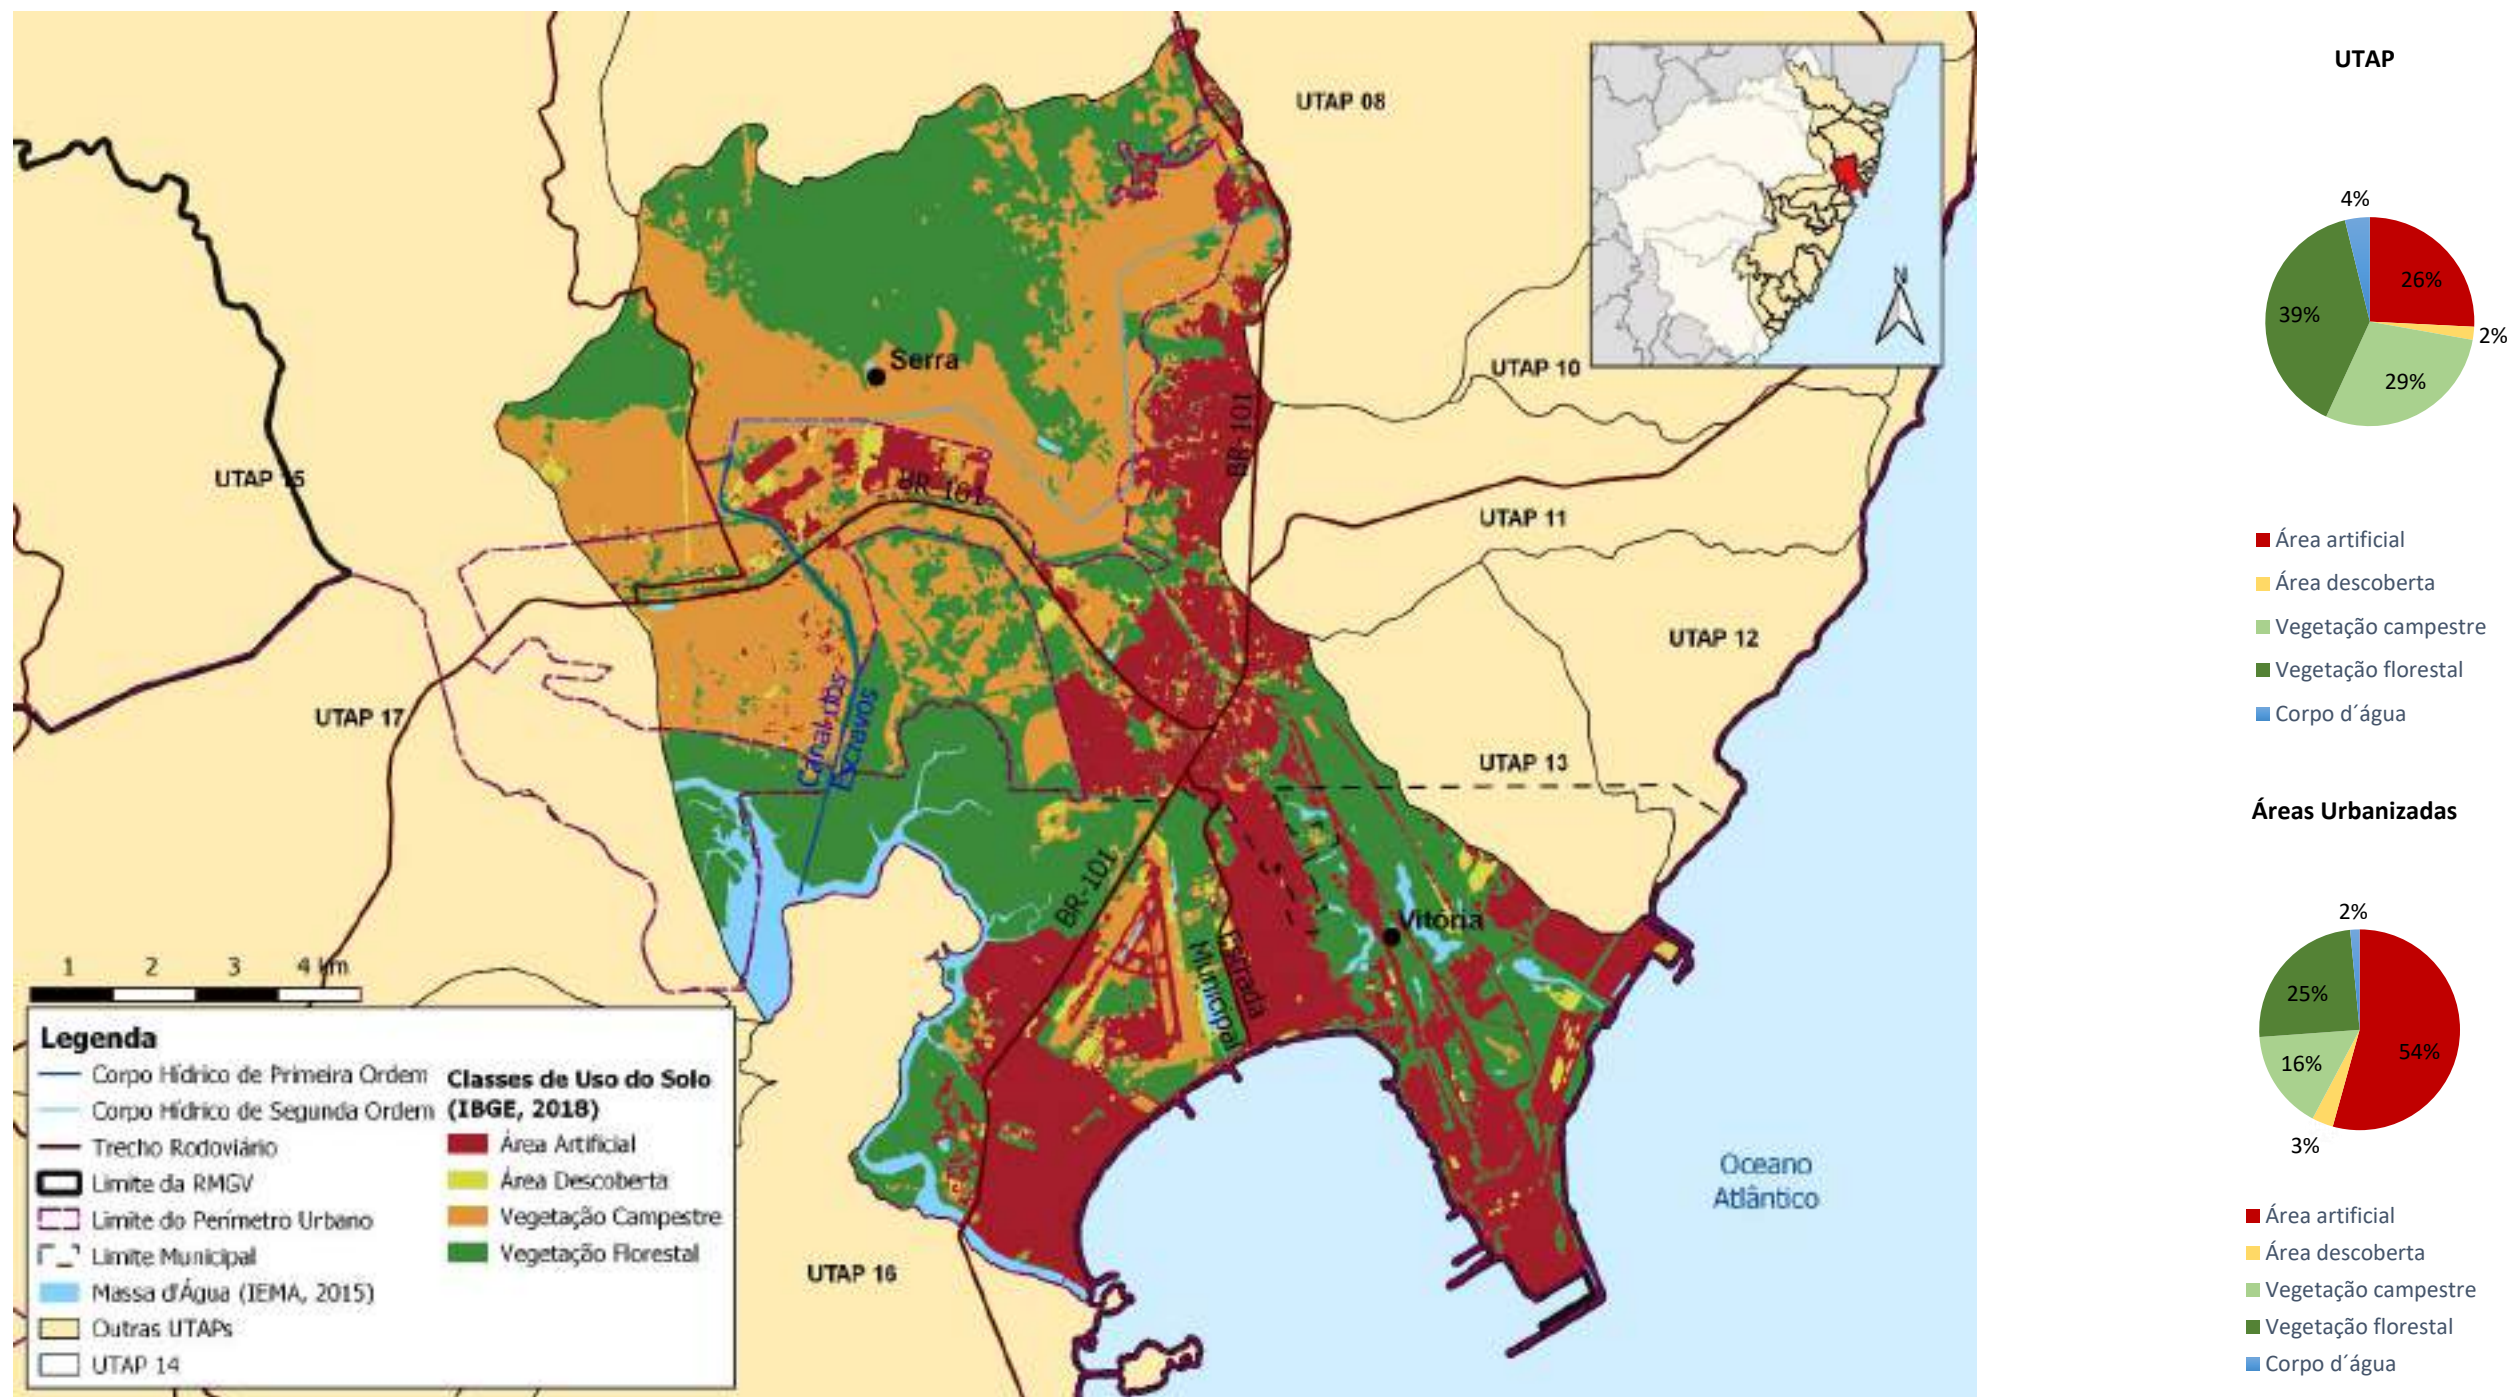 UTAP 08
Serra
BR-101
UTAP 10
UTAP 15
BR-101
UTAP 11
UTAP 12
Canal dos
Escravos
UTAP 17
UTAP 13
BR-101
Vitória
Estrada
Municipal
UTAP 16
Oceano
Atlântico
N
1 2 3 4 km
Legenda
Corpo Hídrico de Primeira Ordem
Corpo Hídrico de Segunda Ordem
Trecho Rodoviário
Limite da RMGV
Limite do Perímetro Urbano
Limite Municipal
Massa d'Água (IEMA, 2015)
Outras UTAPs
UTAP 14
Classes de Uso do Solo
(IBGE, 2018)
Área Artificial
Área Descoberta
Vegetação Campestre
Vegetação Florestal
UTAP
4%
26%
39%
2%
29%
Área artificial
Área descoberta
Vegetação campestre
Vegetação florestal
Corpo d´água
Áreas Urbanizadas
2%
25%
54%
16%
3%
Área artificial
Área descoberta
Vegetação campestre
Vegetação florestal
Corpo d´água